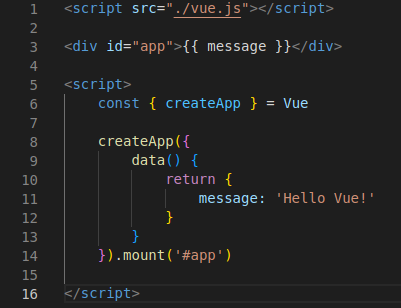 1 <script src="./vue.js"></script>
2
3 <div id="app">{{ message }}</div>
4
5 <script>
6     const { createApp } = Vue
7
8     createApp({
9         data() {
10             return {
11                 message: 'Hello Vue!'
12             }
13         }
14     }).mount('#app')
15
16 </script>